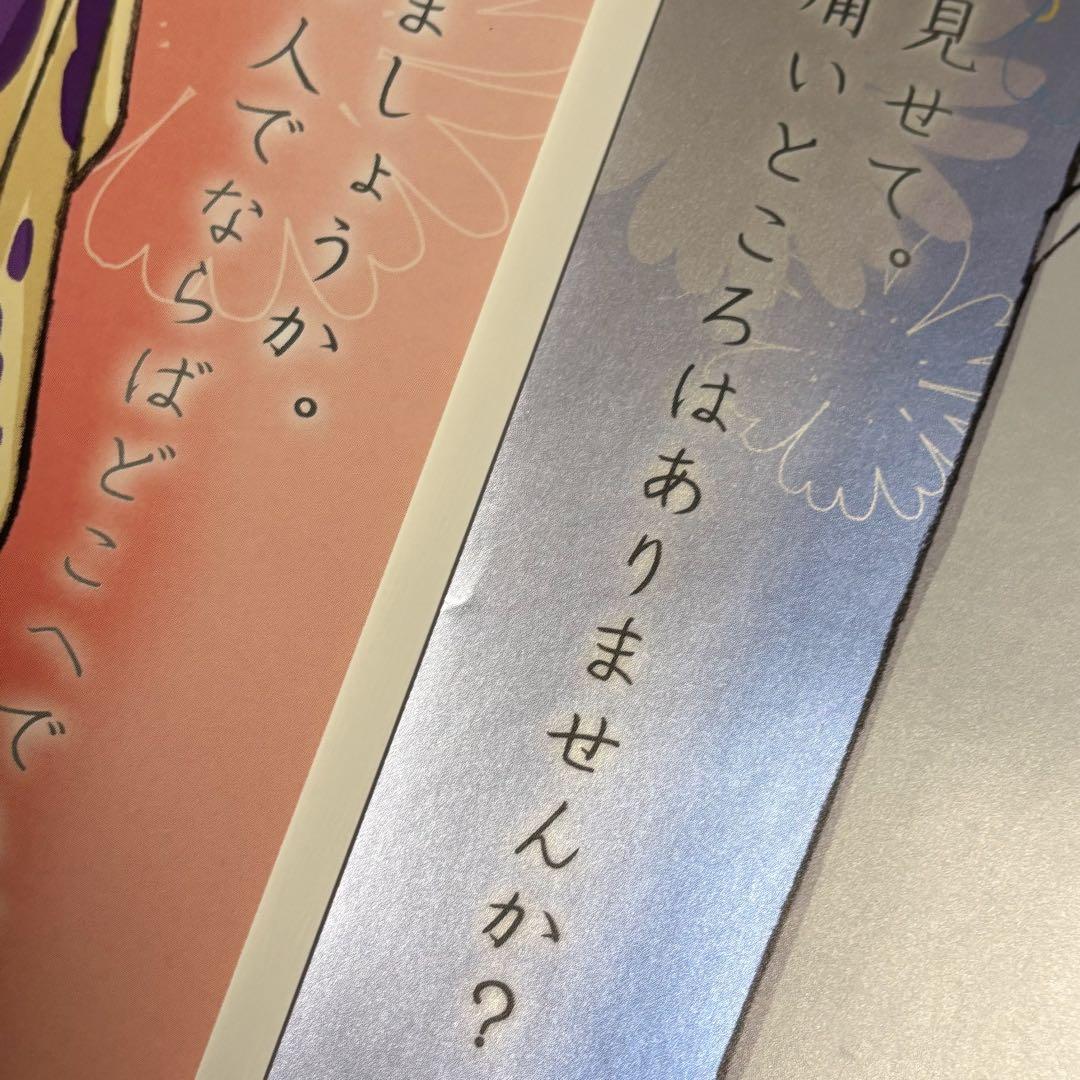 見せて。
痛いところはありませんか?
ましょうか。
人でならばどこへで